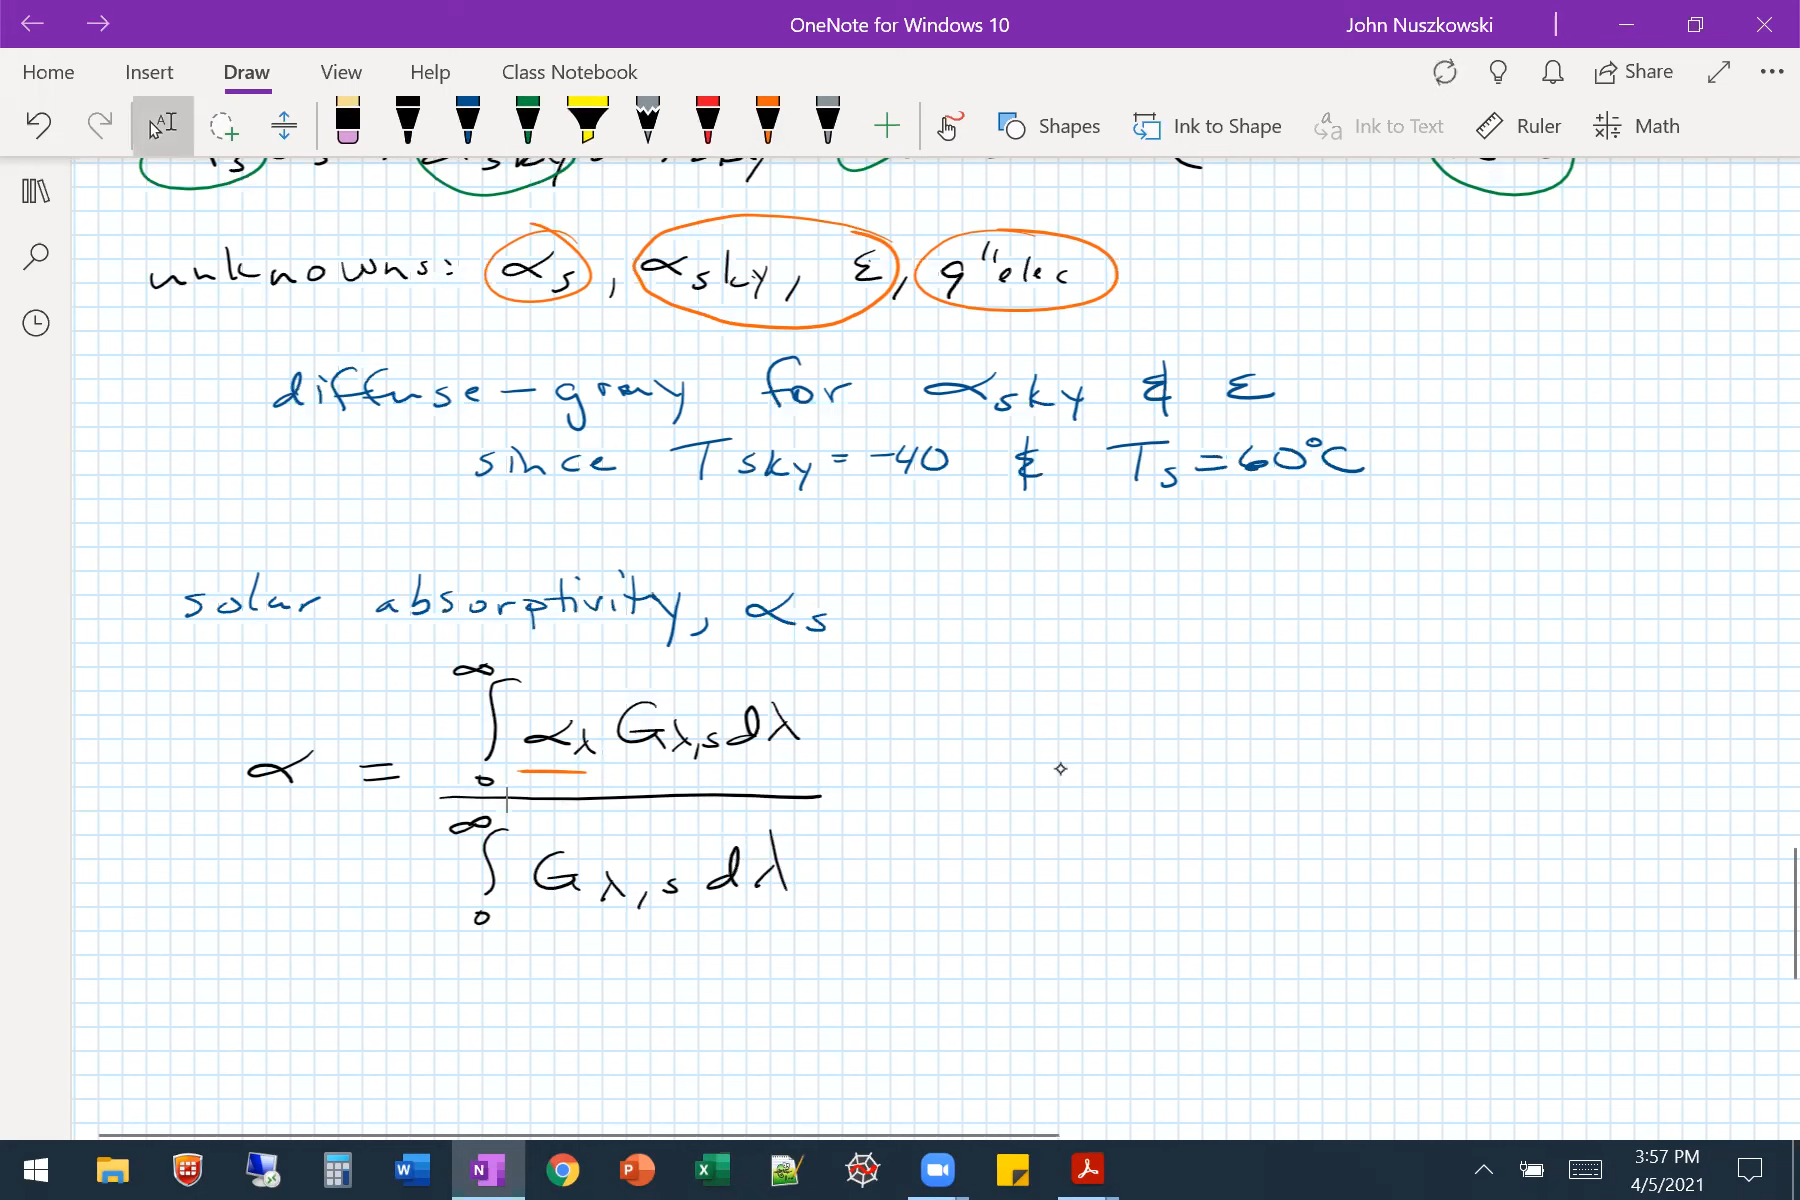 OneNote for Windows 10
John Nuszkowski
Home Insert Draw View Help Class Notebook
Share
Shapes Ink to Shape Ink to Text Ruler Math
unknowns: αs, αsky, ε, q"elec
diffuse-gray for αsky & ε
since Tsky = -40 & Ts = 60°C
solar absorptivity, αs
α = ∫₀^∞ αλ Gλ,s dλ
∫₀^∞ Gλ,s dλ
3:57 PM
4/5/2021